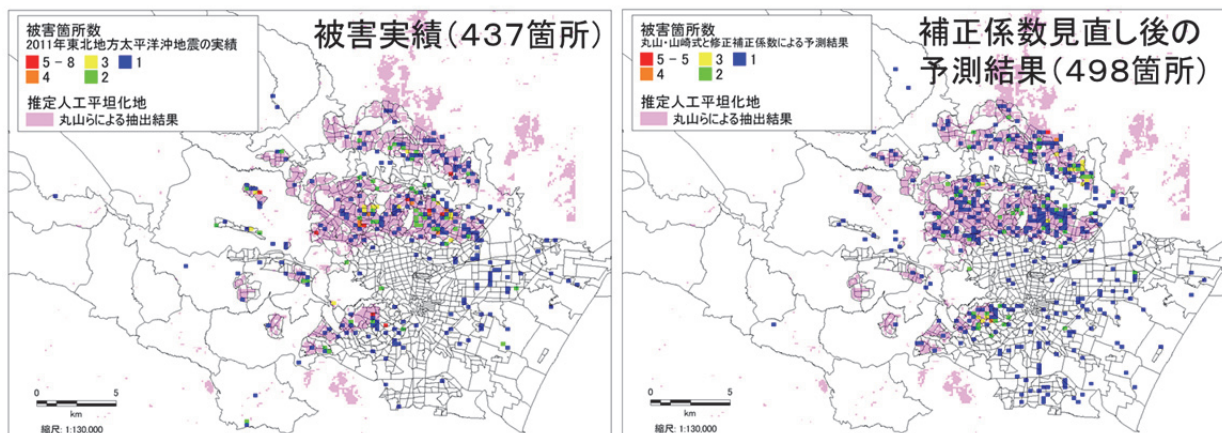 被害箇所数
2011年東北地方太平洋沖地震の実績
5 – 8
3
1
4
2
推定人工平坦化地
丸山らによる抽出結果
被害実績(437箇所)
0
5
km
縮尺: 1:130,000
被害箇所数
丸山・山崎式と修正補正係数による予測結果
5 – 5
3
1
4
2
推定人工平坦化地
丸山らによる抽出結果
補正係数見直し後の
予測結果(498箇所)
0
5
km
縮尺: 1:130,000